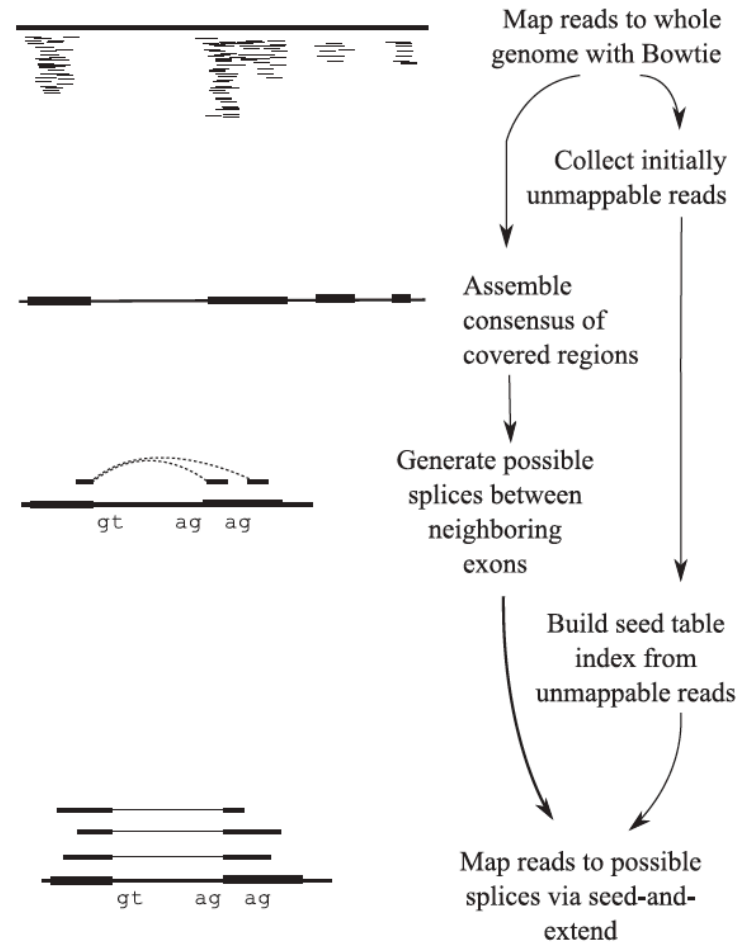 Map reads to whole
genome with Bowtie
Collect initially
unmappable reads
Assemble
consensus of
covered regions
Generate possible
splices between
neighboring
exons
gt ag ag
Build seed table
index from
unmappable reads
Map reads to possible
splices via seed-and-
extend
gt ag ag